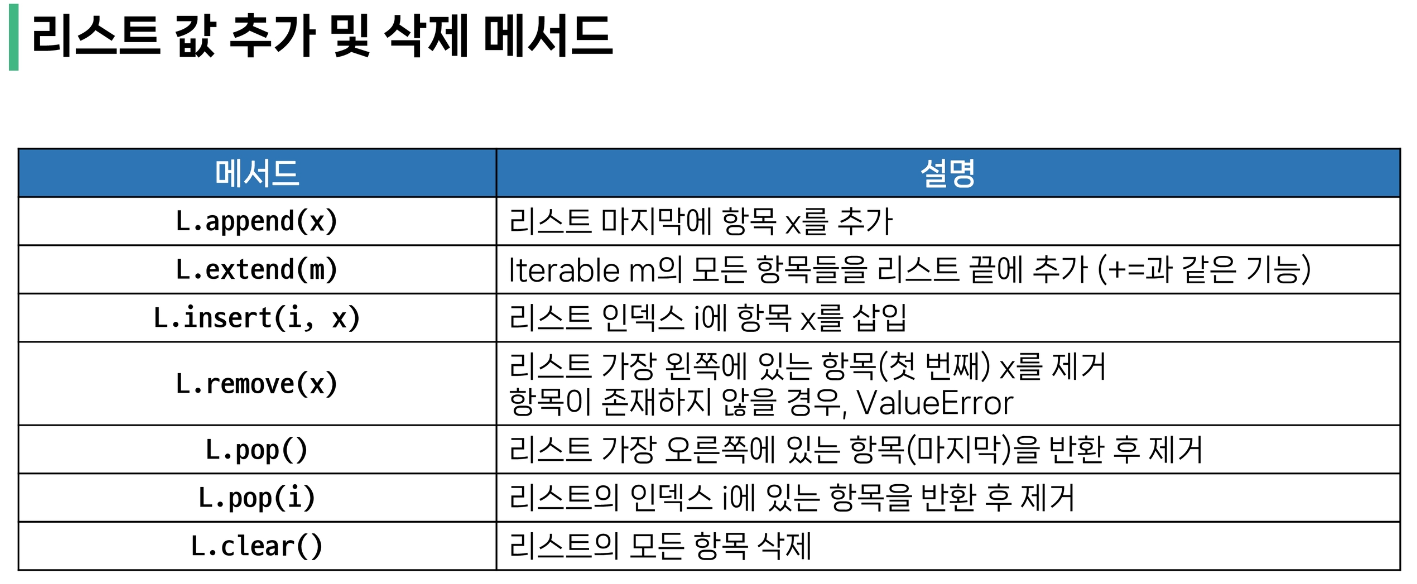 리스트 값 추가 및 삭제 메서드
메서드 설명
L.append(x) 리스트 마지막에 항목 x를 추가
L.extend(m) Iterable m의 모든 항목들을 리스트 끝에 추가 (+=과 같은 기능)
L.insert(i, x) 리스트 인덱스 i에 항목 x를 삽입
L.remove(x) 리스트 가장 왼쪽에 있는 항목(첫 번째) x를 제거
항목이 존재하지 않을 경우, ValueError
L.pop() 리스트 가장 오른쪽에 있는 항목(마지막)을 반환 후 제거
L.pop(i) 리스트의 인덱스 i에 있는 항목을 반환 후 제거
L.clear() 리스트의 모든 항목 삭제